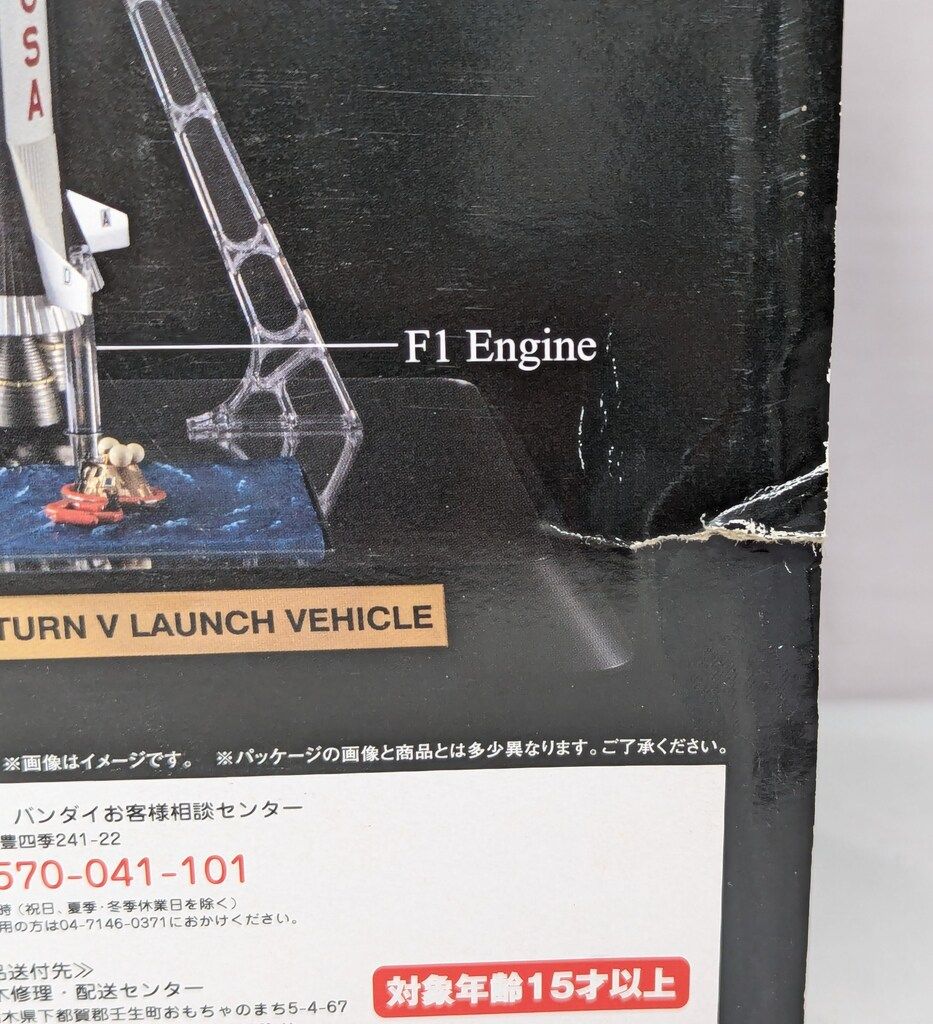 USA
A
D
F1 Engine
TURN V LAUNCH VEHICLE
※画像はイメージです。 ※パッケージの画像と商品とは多少異なります。ご了承ください。
バンダイお客様相談センター
豊四季241-22
570-041-101
時（祝日、夏季・冬季休業日を除く）
用の方は04-7146-0371におかけください。
品送付先≫
木修理・配送センター
木県下都賀郡壬生町おもちゃのまち5-4-67
対象年齢15才以上